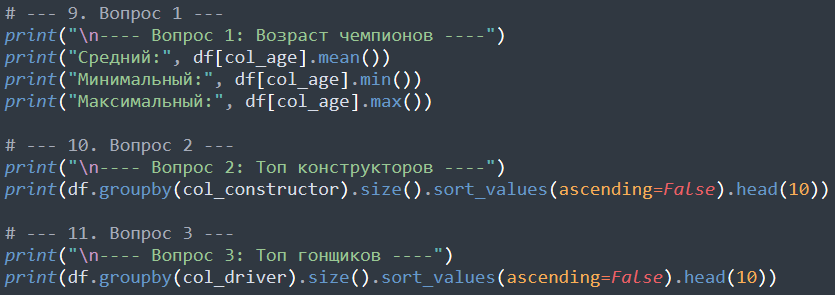 # --- 9. Вопрос 1 ---
print("\n---- Вопрос 1: Возраст чемпионов ----")
print("Средний:", df[col_age].mean())
print("Минимальный:", df[col_age].min())
print("Максимальный:", df[col_age].max())
# --- 10. Вопрос 2 ---
print("\n---- Вопрос 2: Топ конструкторов ----")
print(df.groupby(col_constructor).size().sort_values(ascending=False).head(10))
# --- 11. Вопрос 3 ---
print("\n---- Вопрос 3: Топ гонщиков ----")
print(df.groupby(col_driver).size().sort_values(ascending=False).head(10))